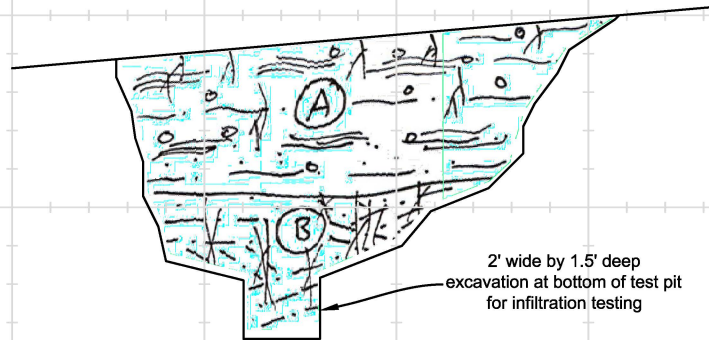 A
B
2' wide by 1.5' deep
excavation at bottom of test pit
for infiltration testing